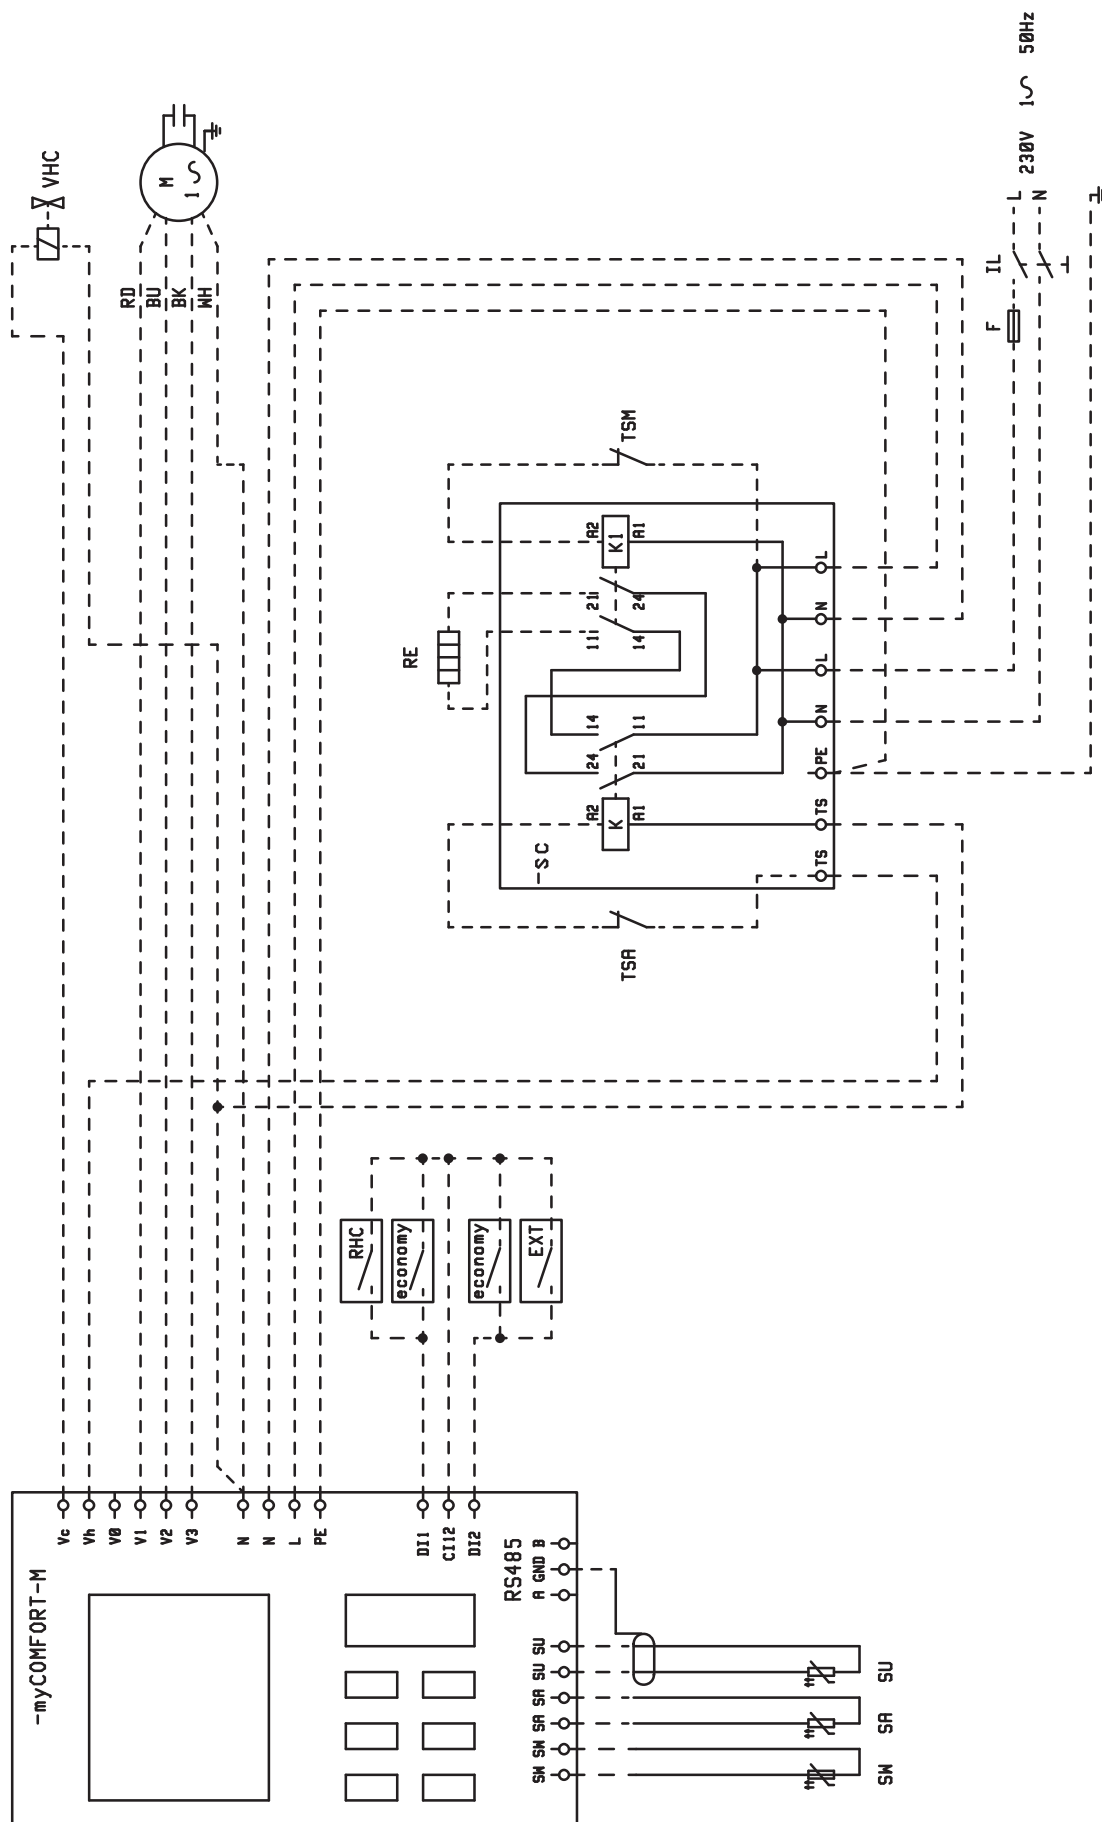 VHC
M
1
RD
BU
BK
WH
230V 1 50Hz
L
N
IL
F
TSM
A2
K1
A1
21
24
11
14
RE
14
11
24
21
A2
K
A1
-SC
TSA
L
N
L
N
PE
TS
TS
RHC
economy
economy
EXT
-myCOMFORT-M
Vc
Vh
V0
V1
V2
V3
N
N
L
PE
DI1
CI12
DI2
RS485
B
GND
A
SU
SU
SA
SA
SW
SW
SU
SA
SW